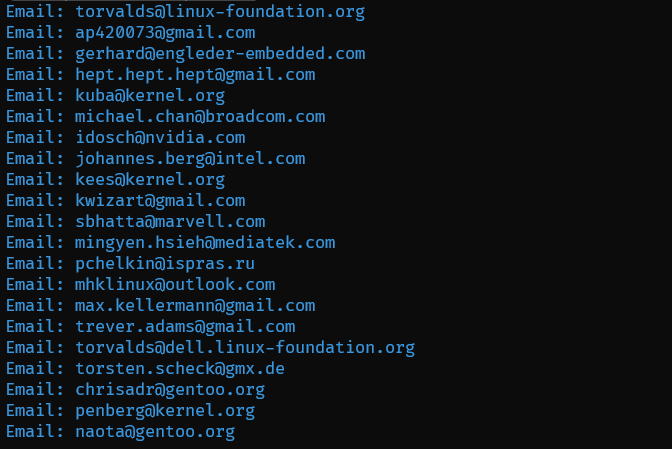 Email: torvalds@linux-foundation.org
Email: ap420073@gmail.com
Email: gerhard@engleder-embedded.com
Email: hept.hept.hept@gmail.com
Email: kuba@kernel.org
Email: michael.chan@broadcom.com
Email: idosch@nvidia.com
Email: johannes.berg@intel.com
Email: kees@kernel.org
Email: kwizart@gmail.com
Email: sbhatta@marvell.com
Email: mingyen.hsieh@mediatek.com
Email: pchelkin@ispras.ru
Email: mhklinux@outlook.com
Email: max.kellermann@gmail.com
Email: trever.adams@gmail.com
Email: torvalds@dell.linux-foundation.org
Email: torsten.scheck@gmx.de
Email: chrisadr@gentoo.org
Email: penberg@kernel.org
Email: naota@gentoo.org